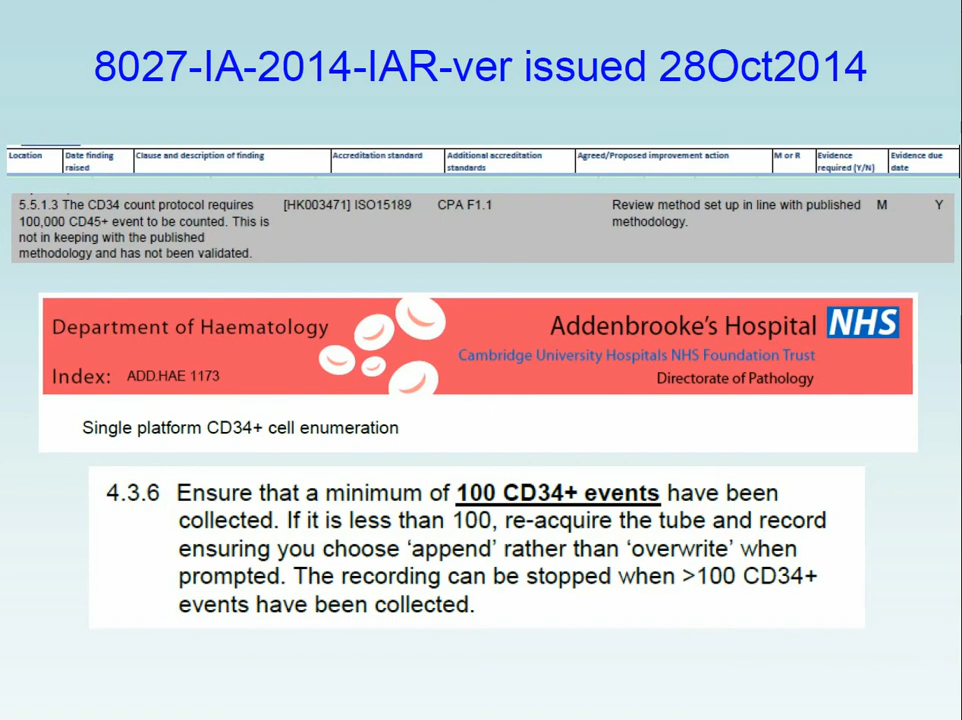 8027-IA-2014-IAR-ver issued 28Oct2014
Location Date finding raised Clause and description of finding Accreditation standard Additional accreditation standards Agreed/Proposed improvement action M or R Evidence required (Y/N) Evidence due date
5.5.1.3 The CD34 count protocol requires [HK003471] ISO15189 CPA F1.1 Review method set up in line with published M Y
100,000 CD45+ event to be counted. This is methodology.
not in keeping with the published
methodology and has not been validated.
Department of Haematology
Addenbrooke's Hospital NHS
Cambridge University Hospitals NHS Foundation Trust
Index: ADD.HAE 1173
Directorate of Pathology
Single platform CD34+ cell enumeration
4.3.6 Ensure that a minimum of 100 CD34+ events have been
collected. If it is less than 100, re-acquire the tube and record
ensuring you choose 'append' rather than 'overwrite' when
prompted. The recording can be stopped when >100 CD34+
events have been collected.